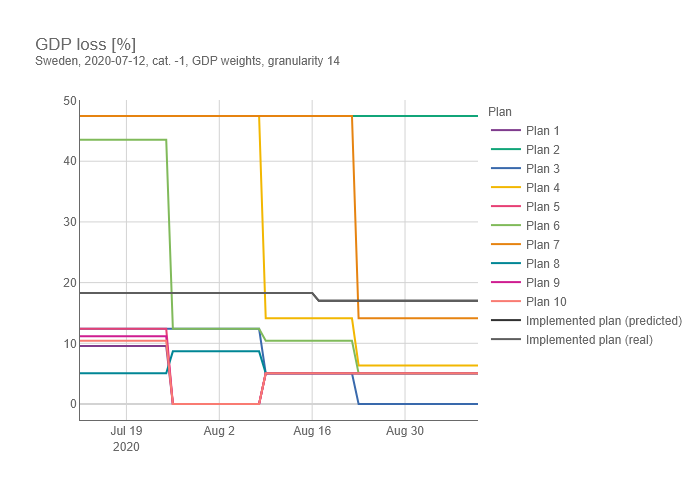 GDP loss [%]
Sweden, 2020-07-12, cat. -1, GDP weights, granularity 14
50
40
30
20
10
0
Jul 19
2020
Aug 2
Aug 16
Aug 30
Plan
Plan 1
Plan 2
Plan 3
Plan 4
Plan 5
Plan 6
Plan 7
Plan 8
Plan 9
Plan 10
Implemented plan (predicted)
Implemented plan (real)